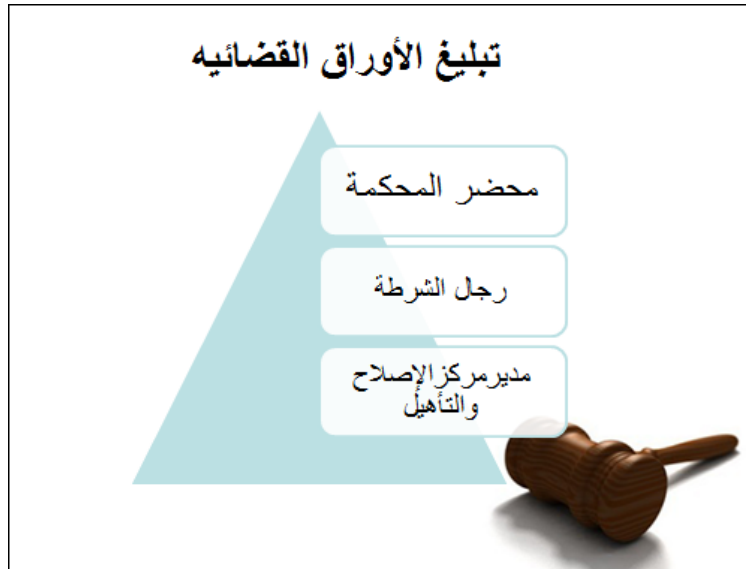 تبليغ الأوراق القضائيه
محضر المحكمة
رجال الشرطة
مديرمركزالإصلاح
والتأهيل